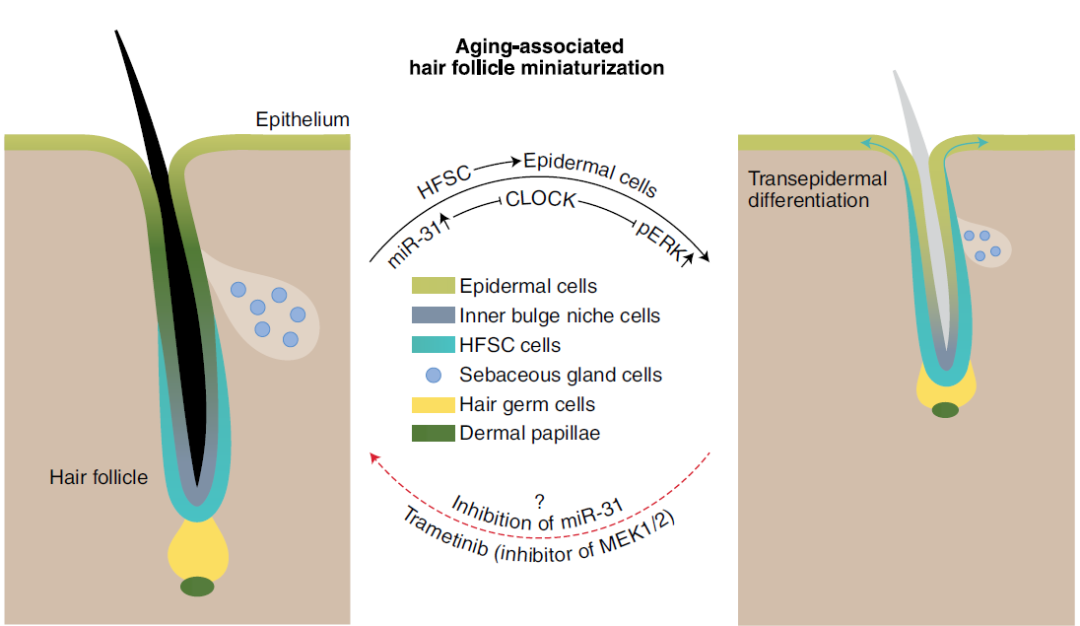 Aging-associated
hair follicle miniaturization
Epithelium
Hair follicle
HFSC Epidermal cells
miR-31 CLOCK pERK
Epidermal cells
Inner bulge niche cells
HFSC cells
Sebaceous gland cells
Hair germ cells
Dermal papillae
?
Inhibition of miR-31
Trametinib (inhibitor of MEK1/2)
Transepidermal
differentiation